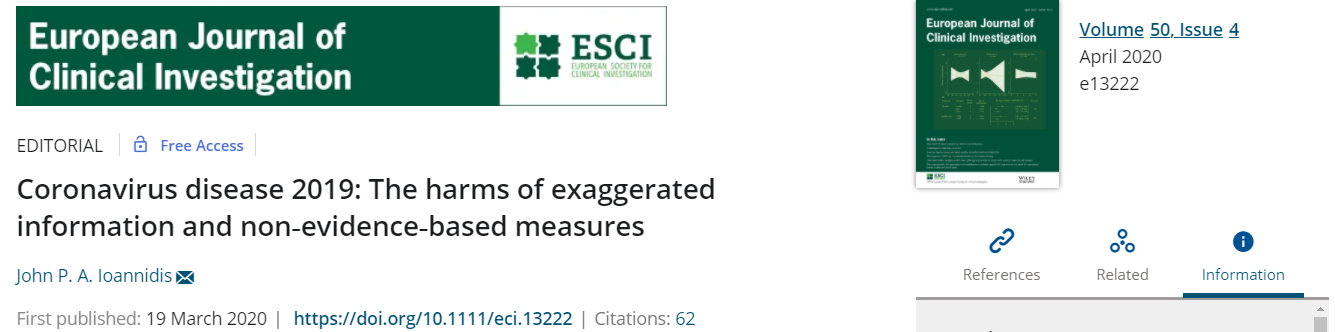 European Journal of
Clinical Investigation
ESCI
EUROPEAN SOCIETY FOR
CLINICAL INVESTIGATION
EDITORIAL
Free Access
Coronavirus disease 2019: The harms of exaggerated
information and non-evidence-based measures
John P. A. Ioannidis
First published: 19 March 2020 | https://doi.org/10.1111/eci.13222 | Citations: 62
European Journal of
Clinical Investigation
ESCI
WILEY
Volume 50, Issue 4
April 2020
e13222
References
Related
Information